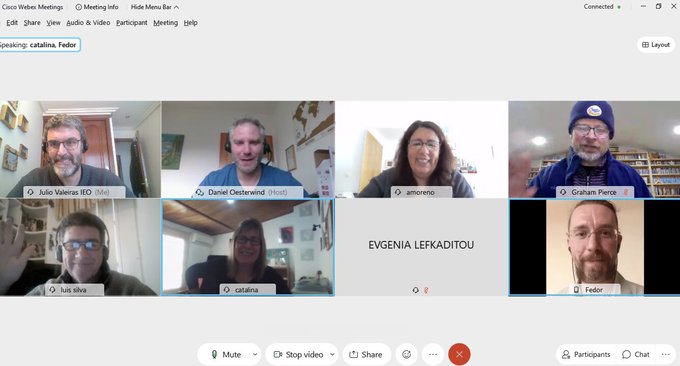 Cisco Webex Meetings Meeting Info Hide Menu Bar Connected
Edit Share View Audio & Video Participant Meeting Help
Speaking: catalina, Fedor
Layout
Julio Valeiras IEO (Me) Daniel Oesterwind (Host) amoreno Graham Pierce
EVGENIA LEFKADITOU
luis silva catalina Fedor
Mute Stop video Share Participants Chat